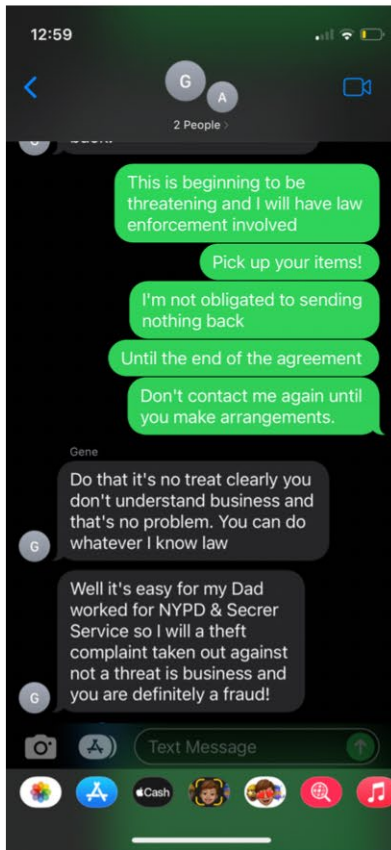 12:59
G
A
2 People >
This is beginning to be
threatening and I will have law
enforcement involved
Pick up your items!
I'm not obligated to sending
nothing back
Until the end of the agreement
Don't contact me again until
you make arrangements.
Gene
Do that it's no treat clearly you
don't understand business and
that's no problem. You can do
whatever I know law
G
Well it's easy for my Dad
worked for NYPD & Secrer
Service so I will a theft
complaint taken out against
not a threat is business and
you are definitely a fraud!
G
Text Message
Cash